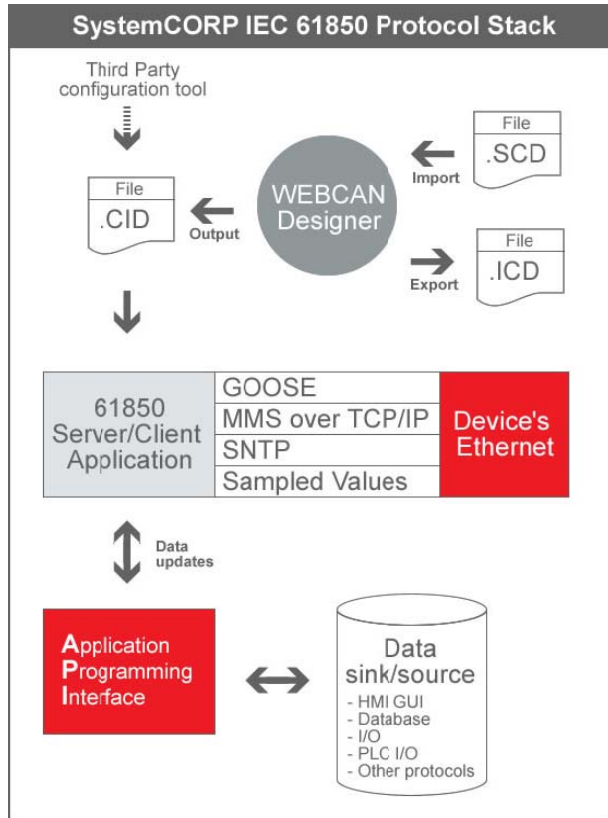 SystemCORP IEC 61850 Protocol Stack
Third Party
configuration tool
File
.CID
Output
WEBCAN
Designer
Import
File
.SCD
Export
File
.ICD
61850
Server/Client
Application
GOOSE
MMS over TCP/IP
SNTP
Sampled Values
Device's
Ethernet
Data
updates
Application
Programming
Interface
Data
sink/source
- HMI GUI
- Database
- I/O
- PLC I/O
- Other protocols